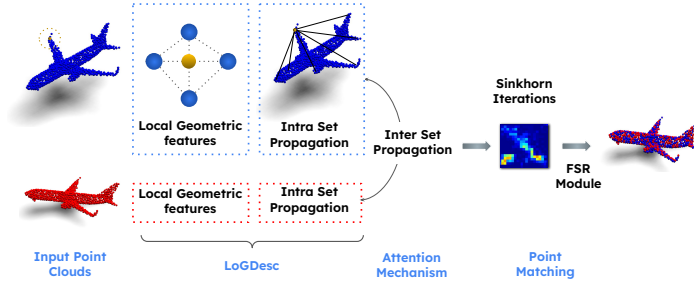 Local Geometric
features
Intra Set
Propagation
Sinkhorn
Iterations
Inter Set
Propagation
FSR
Module
Local Geometric
features
Intra Set
Propagation
Input Point
Clouds
LoGDesc
Attention
Mechanism
Point
Matching